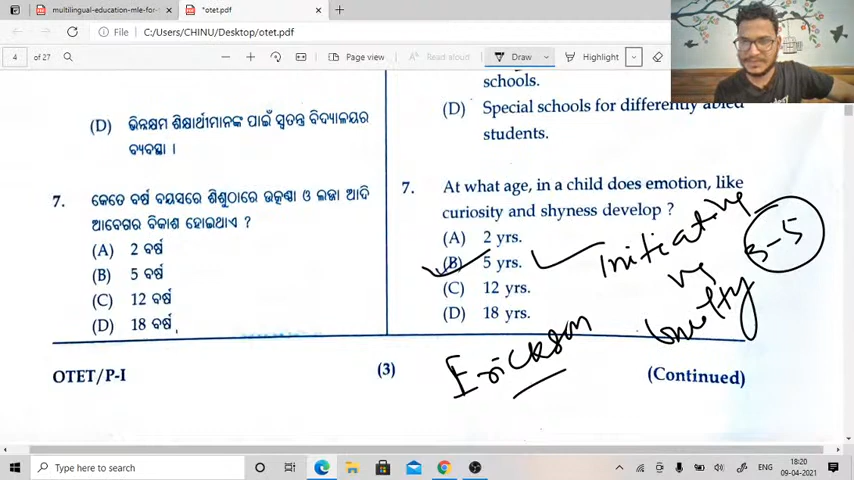 multilingual-education-mle-for-
*otet.pdf
File
C:/Users/CHINU/Desktop/otet.pdf
4 of 27
Page view
Read aloud
Draw
Highlight
(D) ଭିନ୍ନକ୍ଷମ ଶିକ୍ଷାର୍ଥୀମାନଙ୍କ ପାଇଁ ସ୍ୱତନ୍ତ୍ର ବିଦ୍ୟାଳୟର
ବ୍ୟବସ୍ଥା ।
7. କେତେ ବର୍ଷ ବୟସରେ ଶିଶୁଠାରେ ଉତ୍କଣ୍ଠା ଓ ଲଜ୍ଜା ଆଦି
ଆବେଗର ବିକାଶ ହୋଇଥାଏ ?
(A) 2 ବର୍ଷ
(B) 5 ବର୍ଷ
(C) 12 ବର୍ଷ
(D) 18 ବର୍ଷ
schools.
(D) Special schools for differently abled
students.
7. At what age, in a child does emotion, like
curiosity and shyness develop ?
(A) 2 yrs.
(B) 5 yrs.
(C) 12 yrs.
(D) 18 yrs.
Initiative
vs
Guilty
3-5
Erickson
OTET/P-I
(3)
(Continued)
Type here to search
ENG
18:20
09-04-2021